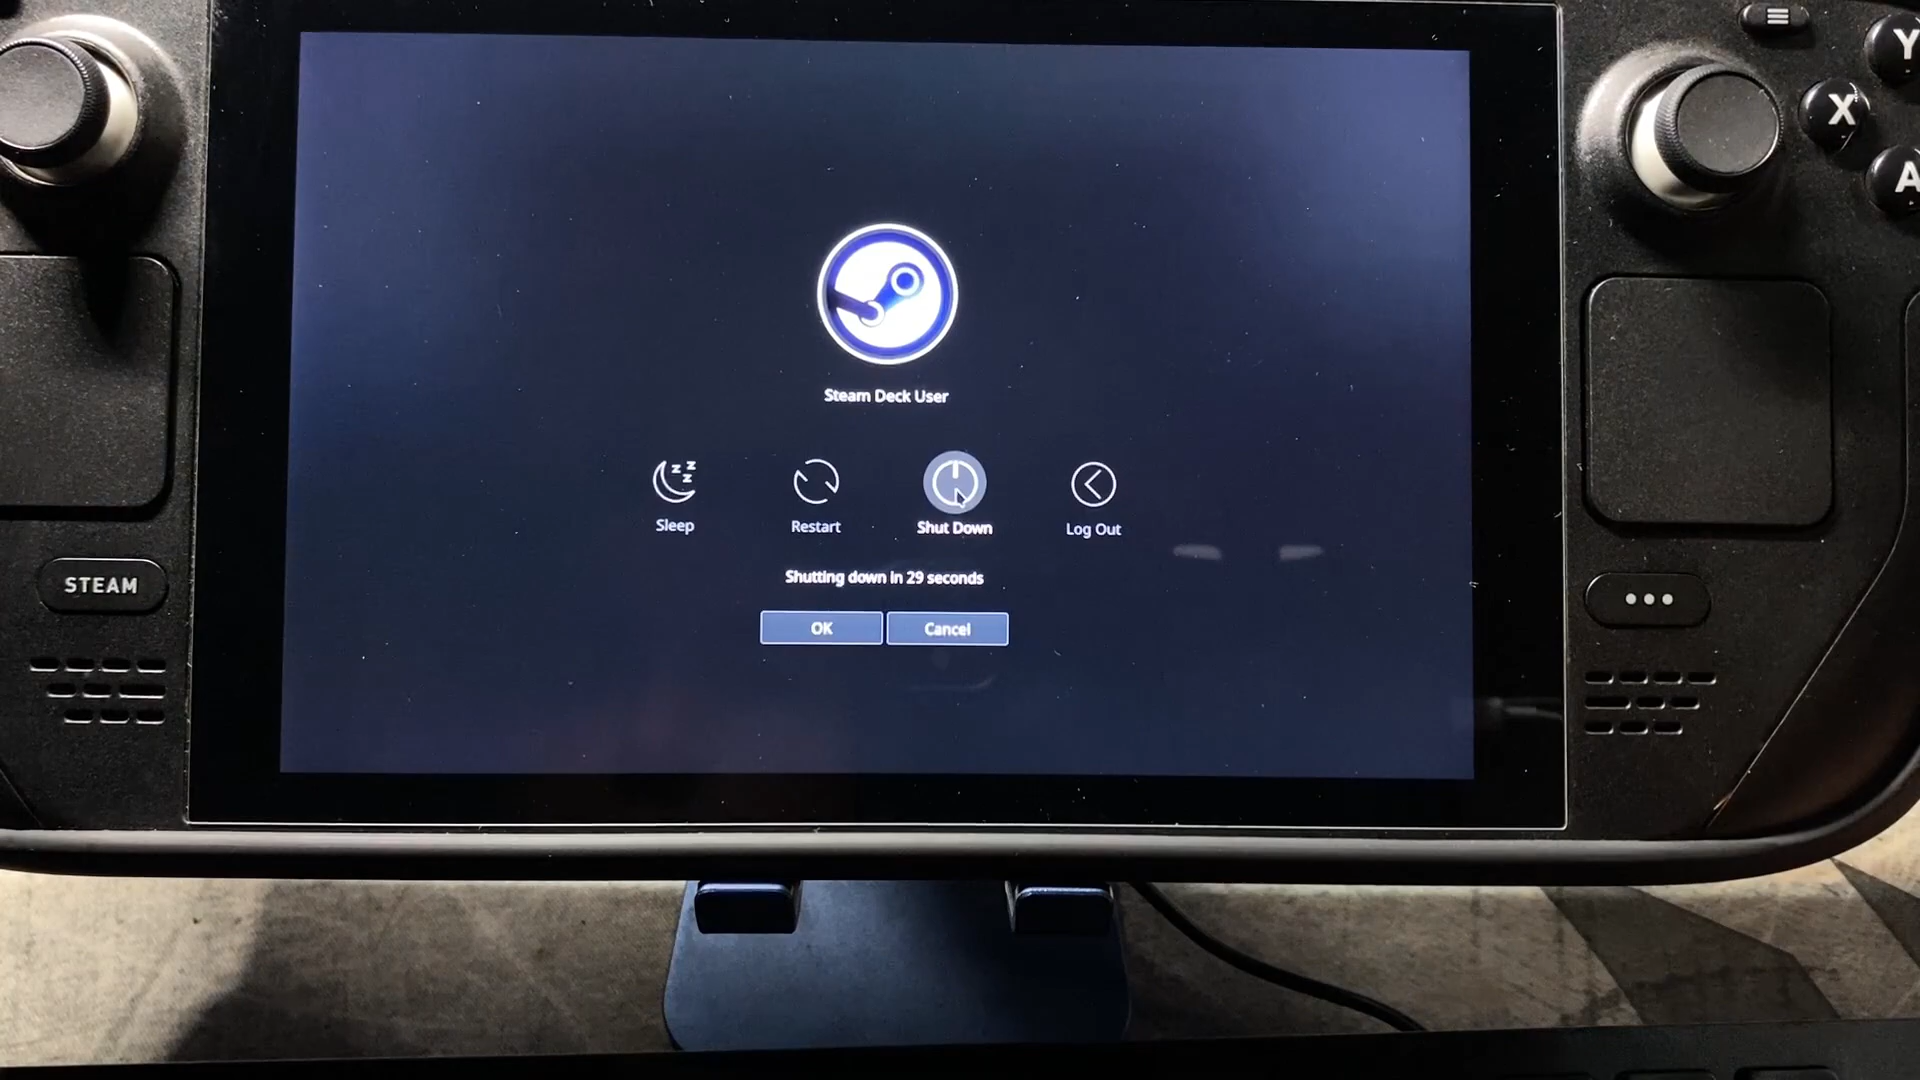 Y
X
A
Steam Deck User
z z z
Sleep
Restart
Shut Down
Log Out
Shutting down in 29 seconds
OK
Cancel
STEAM